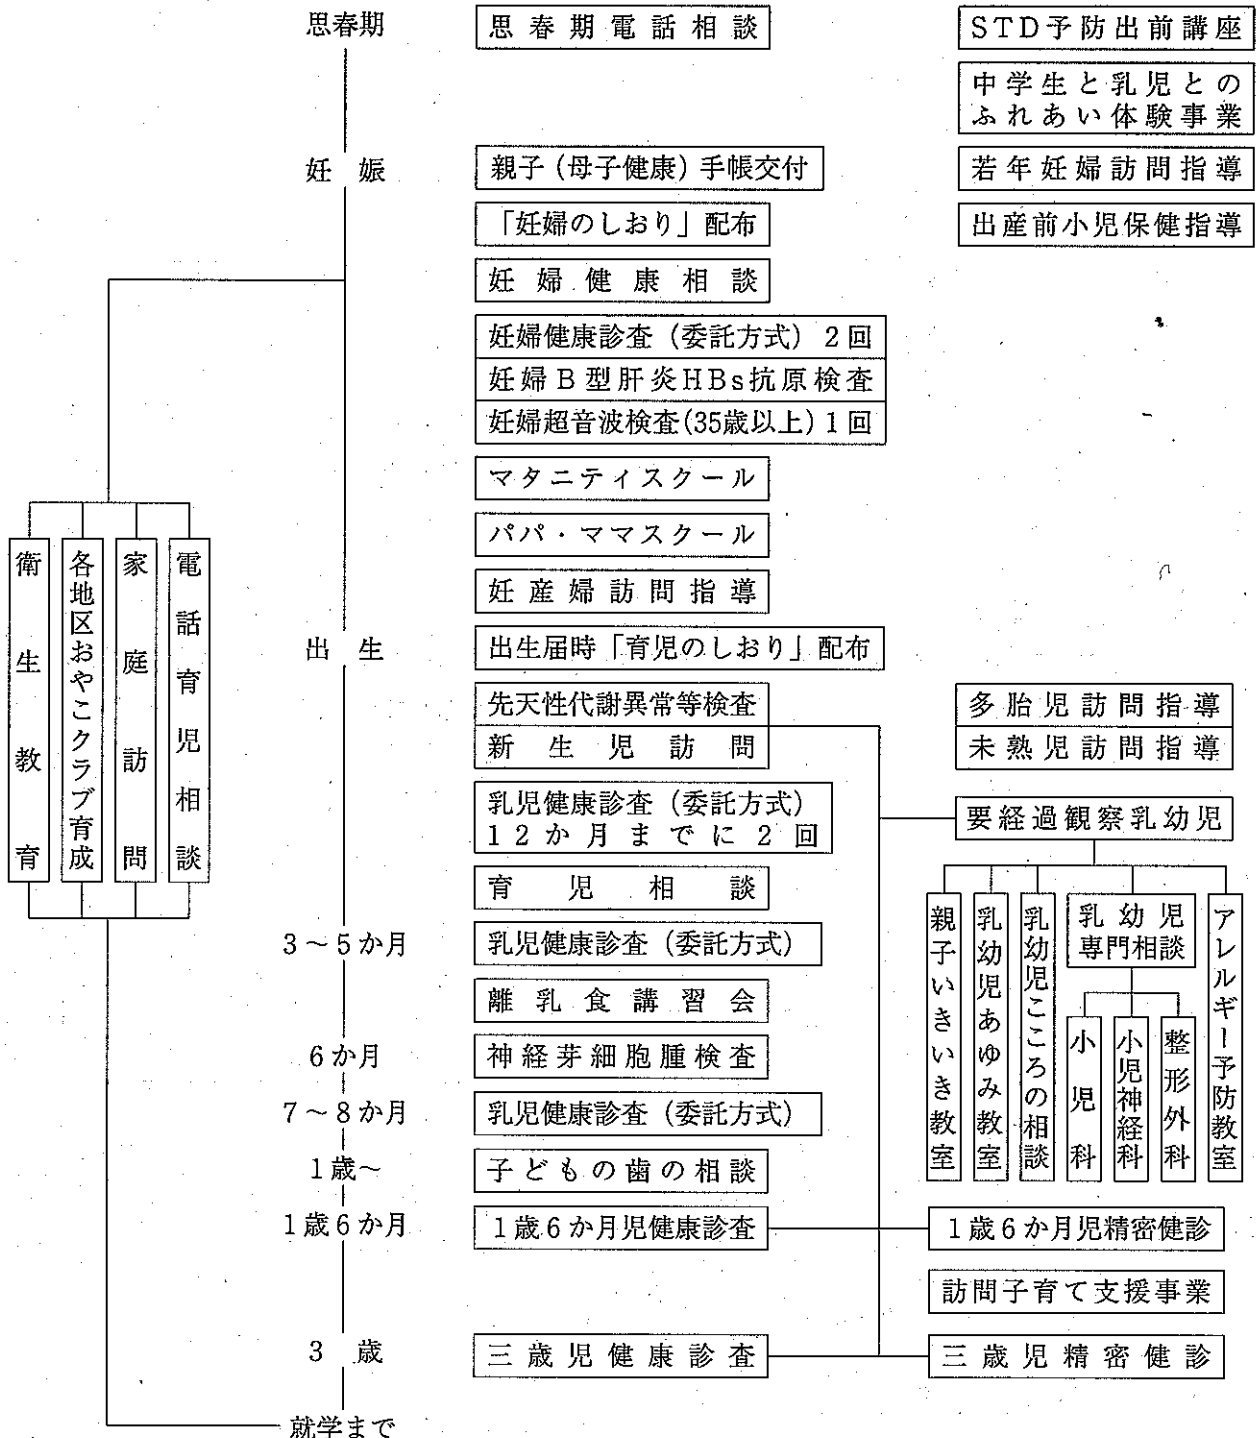 思春期
思春期電話相談
STD予防出前講座
中学生と乳児との
ふれあい体験事業
妊娠
親子(母子健康)手帳交付
若年妊婦訪問指導
「妊婦のしおり」配布
出産前小児保健指導
妊婦健康相談
妊婦健康診査(委託方式)2回
妊婦B型肝炎HBs抗原検査
妊婦超音波検査(35歳以上)1回
マタニティスクール
パパ・ママスクール
妊産婦訪問指導
衛生教育
各地区おやこクラブ育成
家庭訪問
電話育児相談
出生
出生届時「育児のしおり」配布
先天性代謝異常等検査
新生児訪問
多胎児訪問指導
未熟児訪問指導
乳児健康診査(委託方式)
12か月までに2回
要経過観察乳幼児
育児相談
親子いきいき教室
乳幼児あゆみ教室
乳幼児こころの相談
乳幼児
専門相談
小児科
小児神経科
整形外科
アレルギー予防教室
3~5か月
乳児健康診査(委託方式)
離乳食講習会
6か月
神経芽細胞腫検査
7~8か月
乳児健康診査(委託方式)
1歳~
子どもの歯の相談
1歳6か月
1歳6か月児健康診査
1歳6か月児精密健診
訪問子育て支援事業
3歳
三歳児健康診査
三歳児精密健診
就学まで